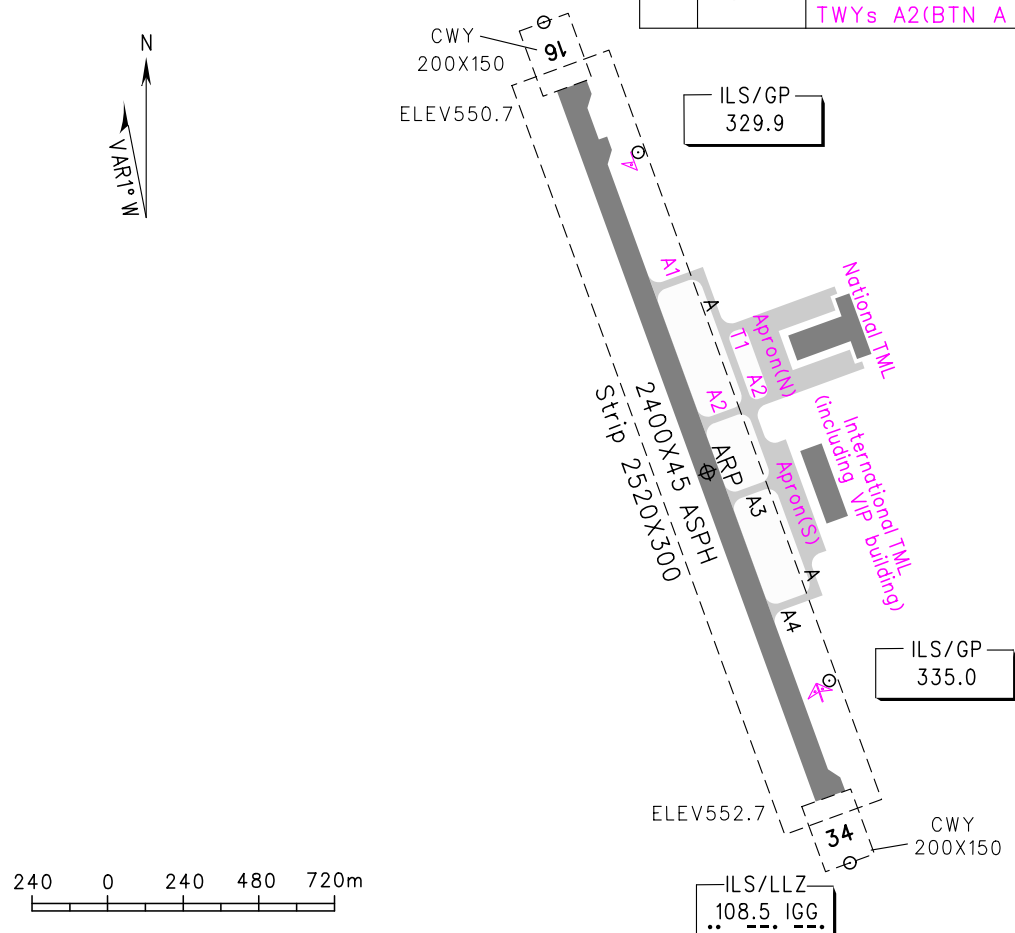 TWYs A2(BTN A
N
VAR1° W
CWY
200X150
16
ELEV550.7
ILS/GP
329.9
A1
A
National TML
T1
Apron(N)
A2
A2
2400X45 ASPH
Strip 2520X300
ARP
A3
Apron(S)
International TML
(including VIP building)
A
A4
ILS/GP
335.0
ELEV552.7
34
CWY
200X150
240 0 240 480 720m
ILS/LLZ
108.5 IGG